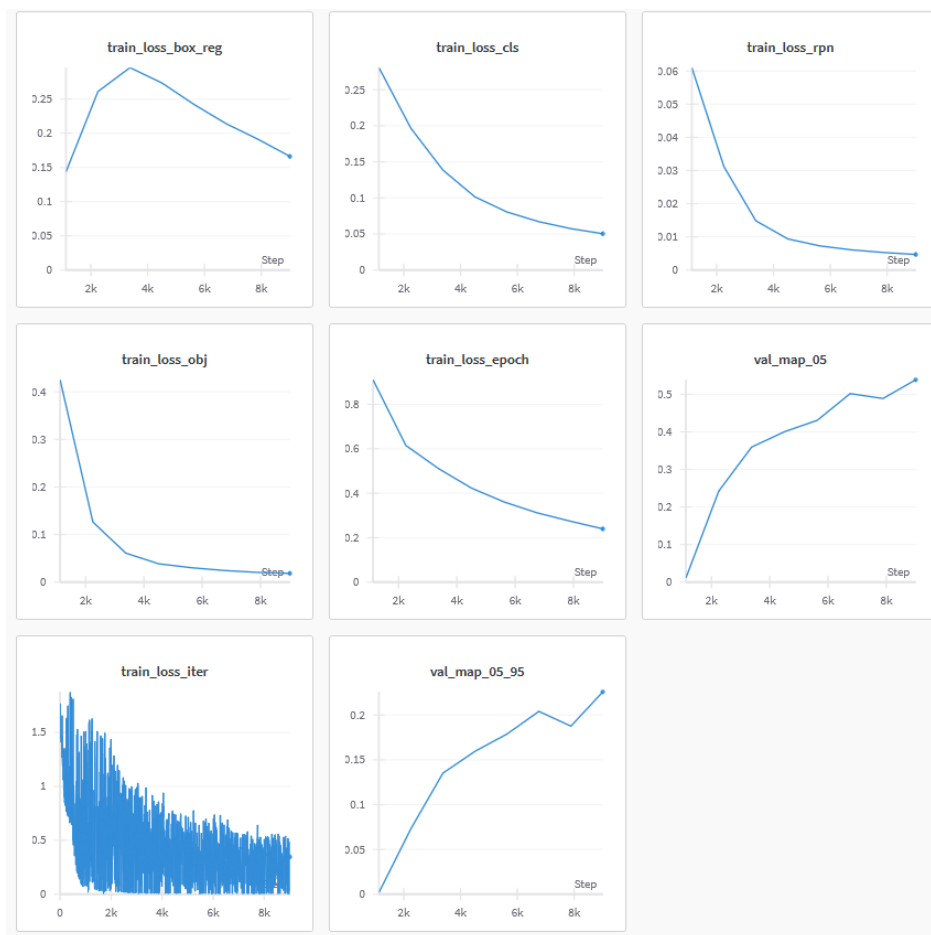 train_loss_box_reg
0.25
0.2
0.15
0.1
0.05
0
Step
2k 4k 6k 8k
train_loss_cls
0.25
0.2
0.15
0.1
0.05
0
Step
2k 4k 6k 8k
train_loss_rpn
0.06
0.05
0.04
0.03
0.02
0.01
0
Step
2k 4k 6k 8k
train_loss_obj
0.4
0.3
0.2
0.1
0
Step
2k 4k 6k 8k
train_loss_epoch
0.8
0.6
0.4
0.2
0
Step
2k 4k 6k 8k
val_map_05
0.5
0.4
0.3
0.2
0.1
0
Step
2k 4k 6k 8k
train_loss_iter
1.5
1
0.5
0
0 2k 4k 6k 8k
val_map_05_95
0.2
0.15
0.1
0.05
0
Step
2k 4k 6k 8k